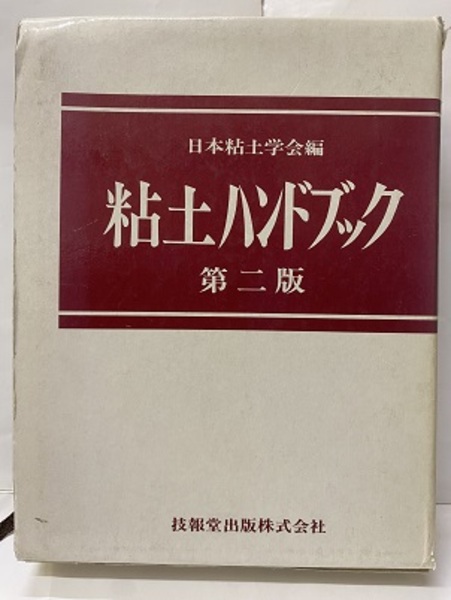 日本粘土学会編
粘土ハンドブック
第二版
技報堂出版株式会社